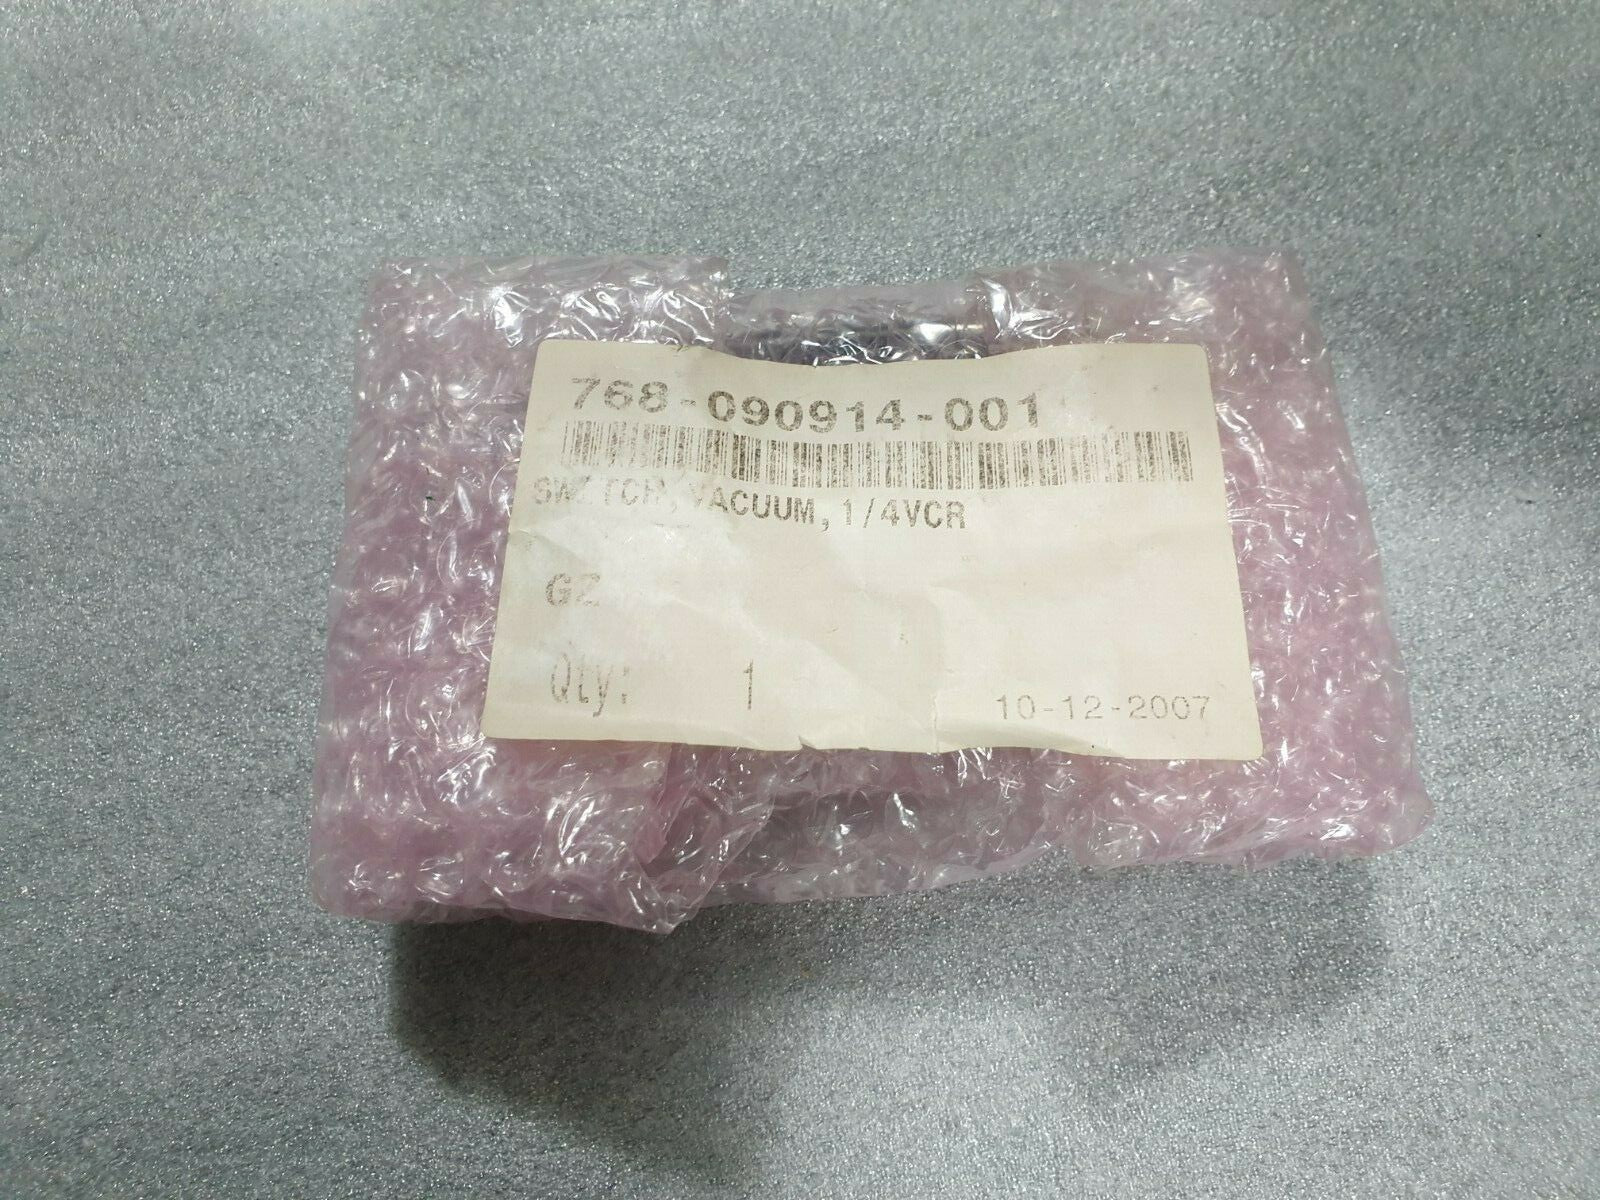 768-090914-001
SWITCH, VACUUM, 1/4VCR
GZ
Qty: 1
10-12-2007